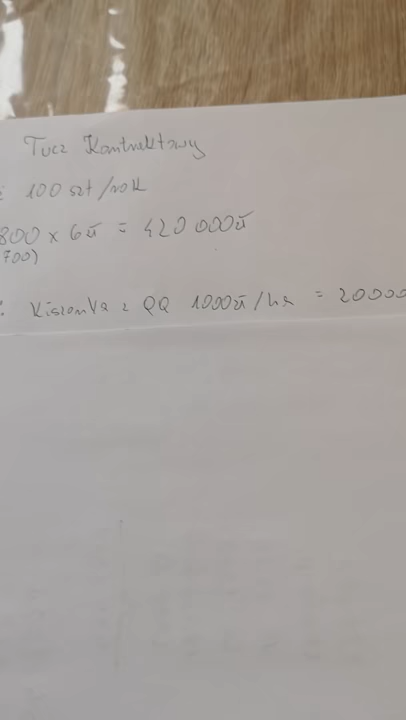 Tucz Kontraktowy
: 100 szt/rok
800 x 6zł = 420 000zł
700)
: Kiszonka z QQ 1000zł/ha = 20000